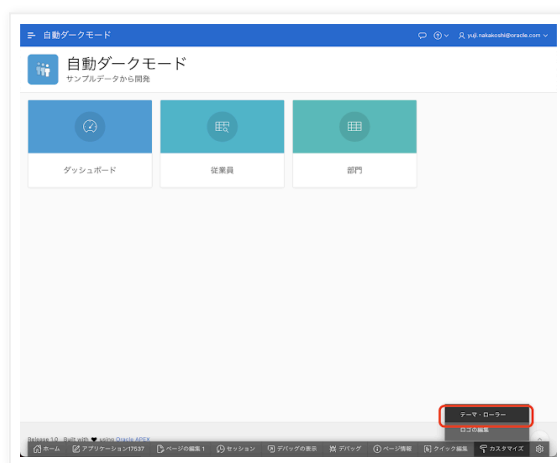 自動ダークモード
yuji.nakakoshi@oracle.com
自動ダークモード
サンプルデータから開発
ダッシュボード
従業員
部門
テーマ・ローラー
ロゴの編集
Release 1.0 Built with ♥ using Oracle APEX
ホーム アプリケーション17537 ページの編集 1 セッション デバッグの表示 デバッグ ページ情報 クイック編集 カスタマイズ